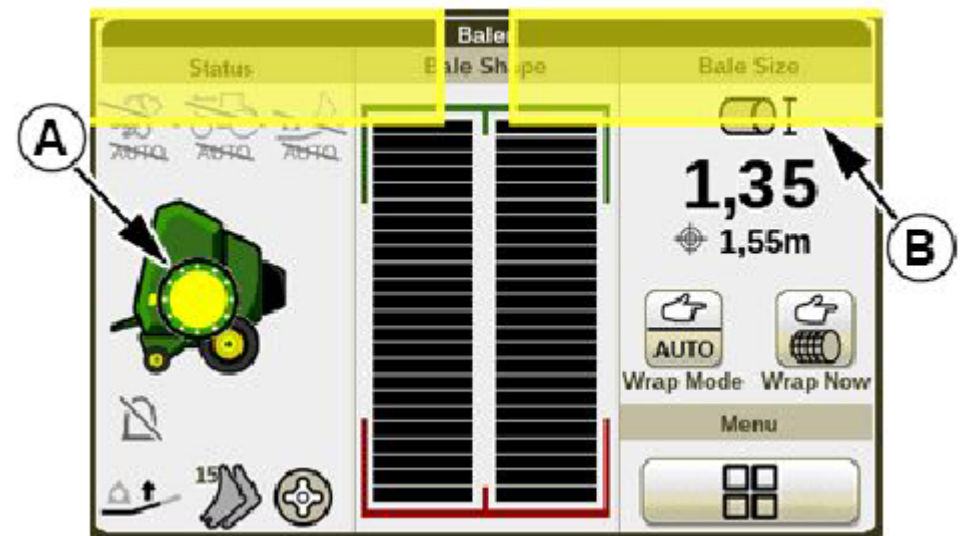 Baler
Status
Bale Shape
Bale Size
AUTO
AUTO
AUTO
A
1,35
1,55m
B
AUTO
Wrap Mode
Wrap Now
Menu
15